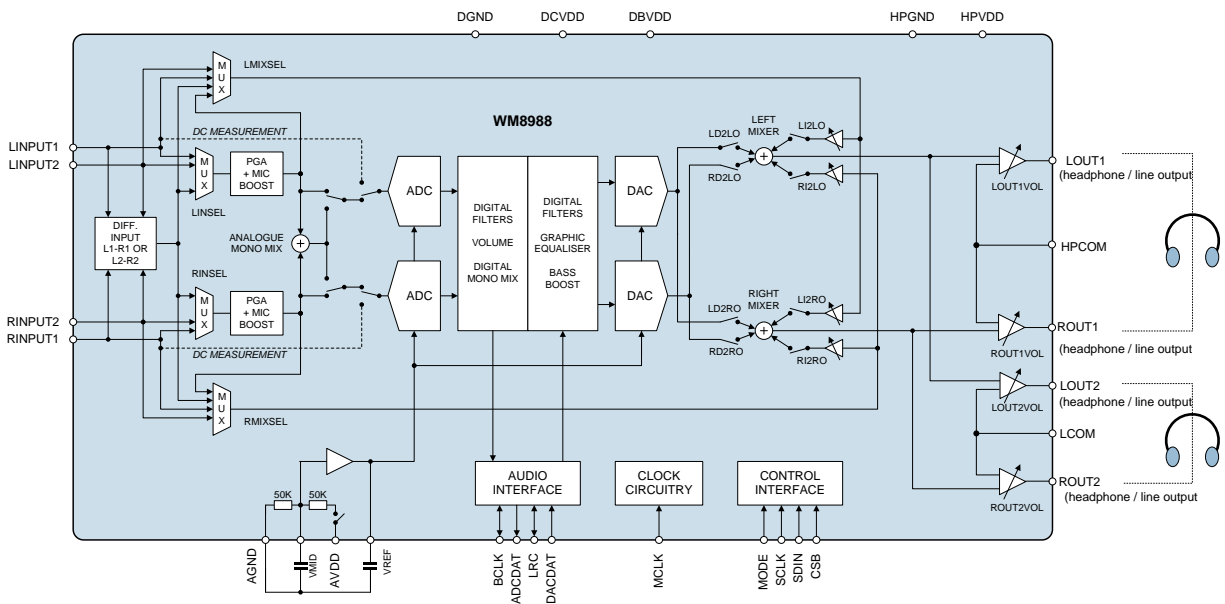 DGND
DCVDD
DBVDD
HPGND
HPVDD
M
U
X
LMIXSEL
WM8988
DC MEASUREMENT
LINPUT1
LINPUT2
M
U
X
PGA
+ MIC
BOOST
LINSEL
ADC
DIGITAL
FILTERS
VOLUME
DIGITAL
MONO MIX
DIGITAL
FILTERS
GRAPHIC
EQUALISER
BASS
BOOST
DAC
LEFT
MIXER
LD2LO
RD2LO
LI2LO
RI2LO
LOUT1VOL
LOUT1
(headphone / line output
DIFF.
INPUT
L1-R1 OR
L2-R2
ANALOGUE
MONO MIX
HPCOM
RINSEL
M
U
X
PGA
+ MIC
BOOST
ADC
DAC
RIGHT
MIXER
LD2RO
RD2RO
LI2RO
RI2RO
RINPUT2
RINPUT1
DC MEASUREMENT
ROUT1
(headphone / line output
ROUT1VOL
M
U
X
RMIXSEL
LOUT2
(headphone / line output
LOUT2VOL
LCOM
ROUT2
(headphone / line output
ROUT2VOL
50K
50K
AUDIO
INTERFACE
CLOCK
CIRCUITRY
CONTROL
INTERFACE
AGND
VMID
AVDD
VREF
BCLK
ADCDAT
LRC
DACDAT
MCLK
MODE
SCLK
SDIN
CSB